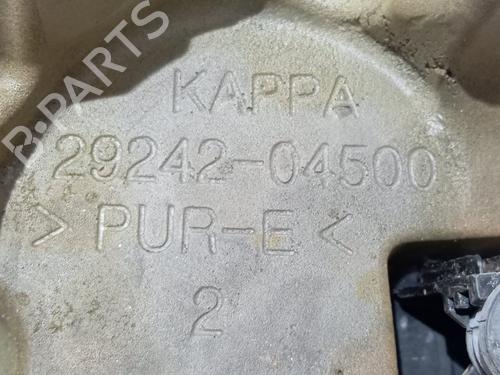 B-PARTS
KAPPA
29242-04500
> PUR-E <
2